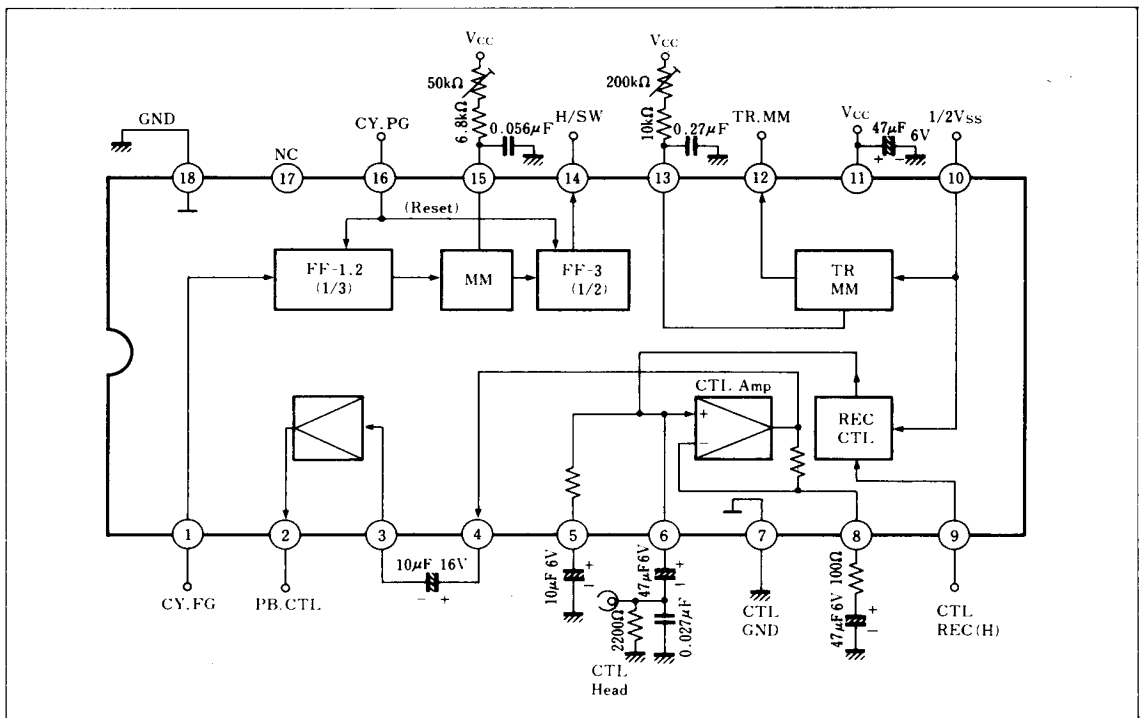 VCC
VCC
50kΩ
200kΩ
VCC
1/2VSS
GND
CY.PG
6.8kΩ
0.056μF
H/SW
10kΩ
0.27μF
TR.MM
47μF
6V
+ -
NC
18
17
16
15
14
13
12
11
10
(Reset)
FF-1.2
(1/3)
MM
FF-3
(1/2)
TR
MM
CTL Amp
+
-
REC
CTL
1
2
3
4
5
6
7
8
9
CY.FG
PB.CTL
10μF 16V
- +
10μF 6V
+
-
47μF6V
+
-
2200Ω
0.027μF
CTL
Head
CTL
GND
100Ω
47μF6V
+
-
CTL
REC(H)